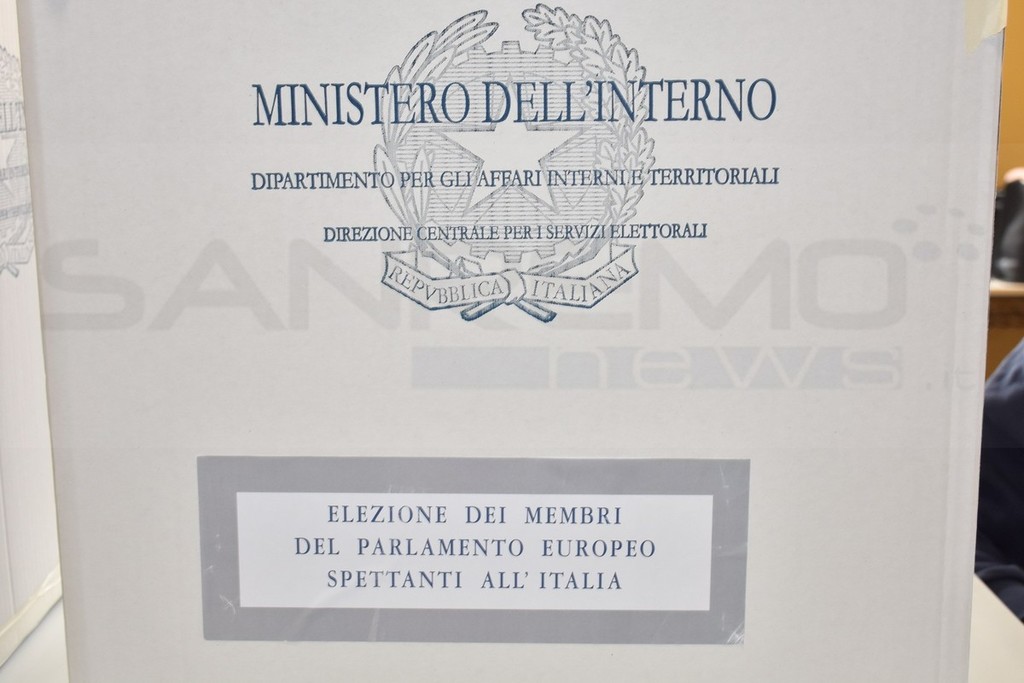 MINISTERO DELL'INTERNO
DIPARTIMENTO PER GLI AFFARI INTERNI E TERRITORIALI
DIREZIONE CENTRALE PER I SERVIZI ELETTORALI
REPVBBLICA ITALIANA
SANREMO
news.it
ELEZIONE DEI MEMBRI
DEL PARLAMENTO EUROPEO
SPETTANTI ALL'ITALIA